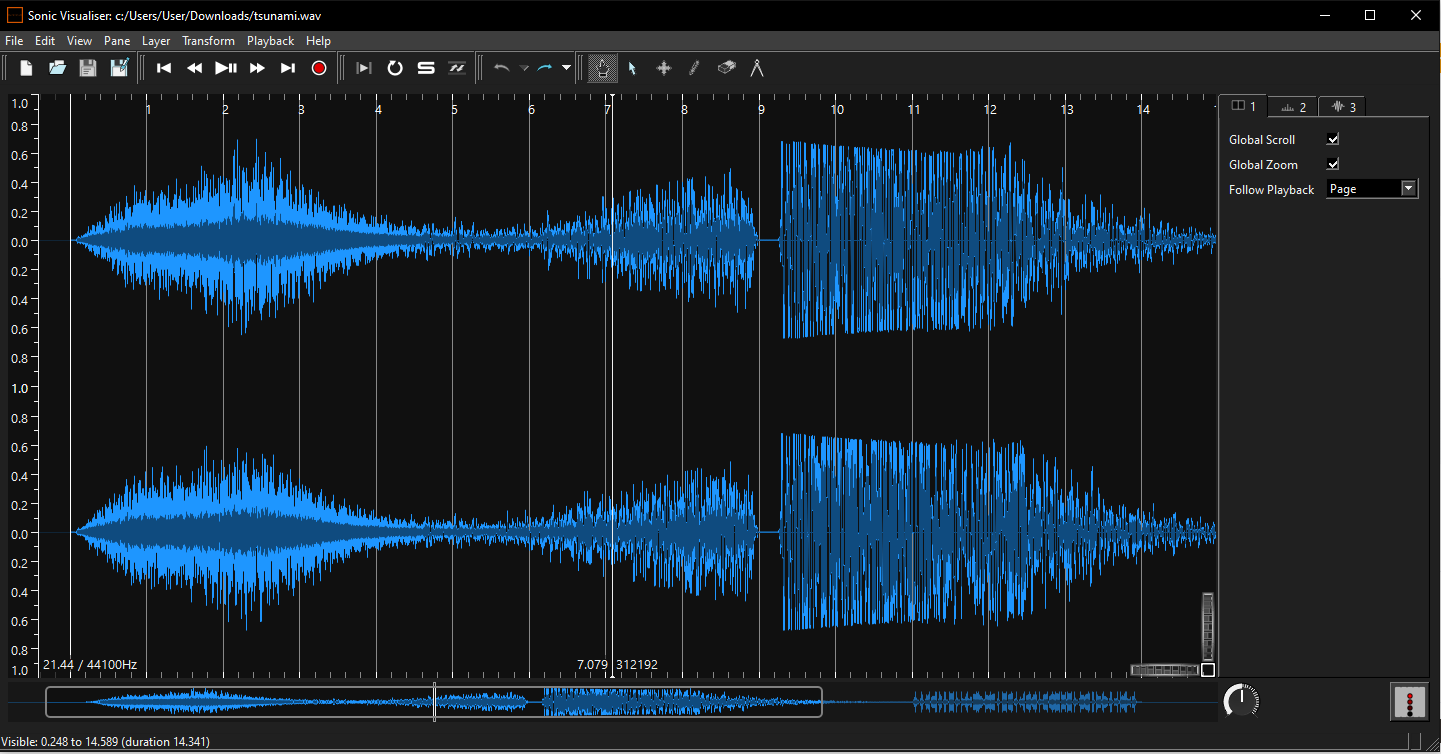 Sonic Visualiser: c:/Users/User/Downloads/tsunami.wav
File Edit View Pane Layer Transform Playback Help
1 2 3 4 5 6 7 8 9 10 11 12 13 14
1.0
0.8
0.6
0.4
0.2
0.0
0.2
0.4
0.6
0.8
1.0
0.8
0.6
0.4
0.2
0.0
0.2
0.4
0.6
0.8
1.0
21.44 / 44100Hz
7.079 312192
1 2 3
Global Scroll
Global Zoom
Follow Playback Page
Visible: 0.248 to 14.589 (duration 14.341)